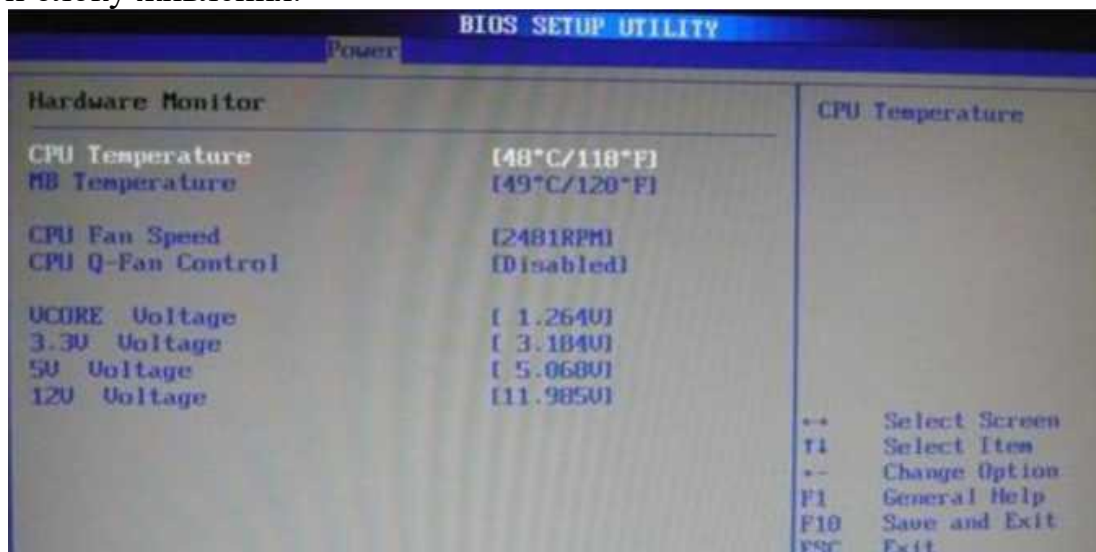 BIOS SETUP UTILITY
Power
Hardware Monitor
CPU Temperature [48°C/118°F]
MB Temperature [49°C/120°F]
CPU Fan Speed [2481RPM]
CPU Q-Fan Control [Disabled]
VCORE Voltage [ 1.264V]
3.3V Voltage [ 3.184V]
5V Voltage [ 5.068V]
12V Voltage [11.985V]
CPU Temperature
←→ Select Screen
↑↓ Select Item
+- Change Option
F1 General Help
F10 Save and Exit
ESC Exit